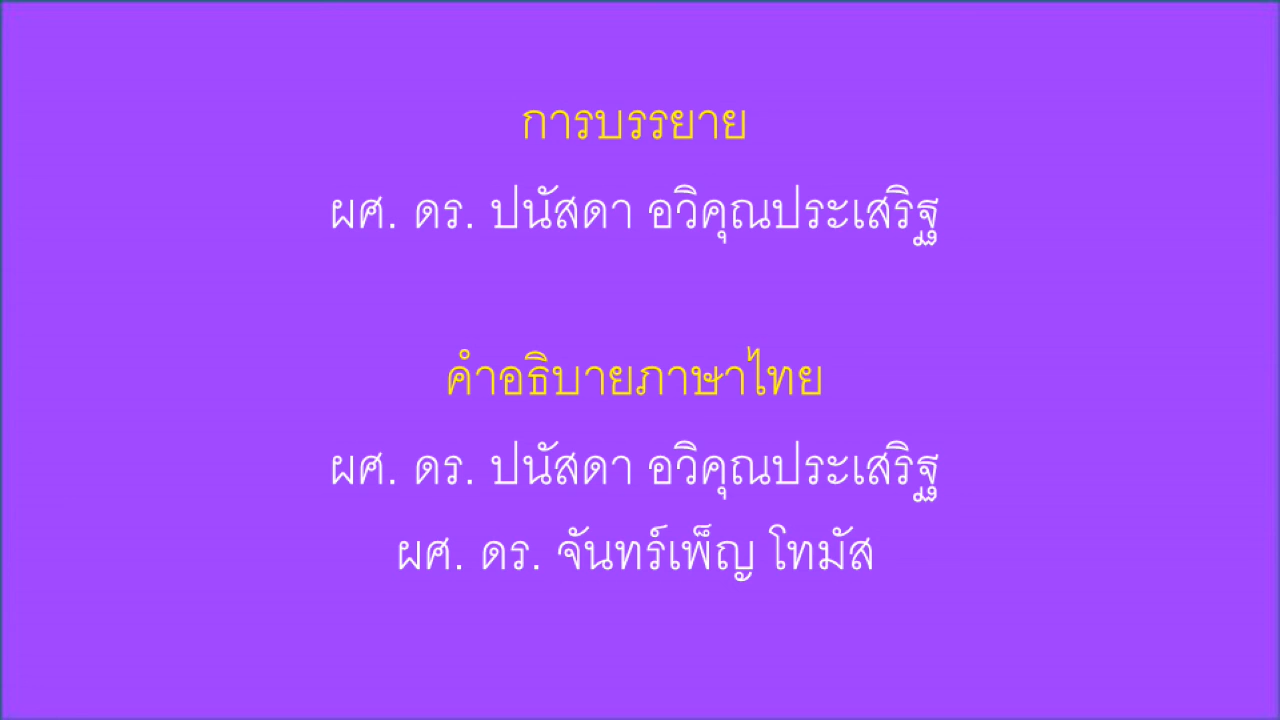 การบรรยาย
ผศ. ดร. ปนัสดา อวิคุณประเสริฐ
คำอธิบายภาษาไทย
ผศ. ดร. ปนัสดา อวิคุณประเสริฐ
ผศ. ดร. จันทร์เพ็ญ โทมัส